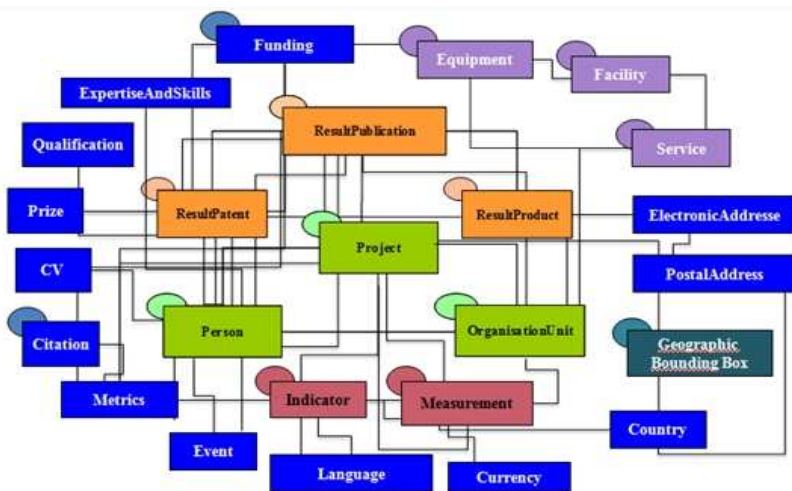 Funding
Equipment
Facility
ExpertiseAndSkills
ResultPublication
Qualification
Service
Prize
ResultPatent
ResultProduct
ElectronicAddresse
Project
CV
PostalAddress
Person
OrganisationUnit
Citation
Geographic
Bounding Box
Metrics
Indicator
Measurement
Country
Event
Language
Currency